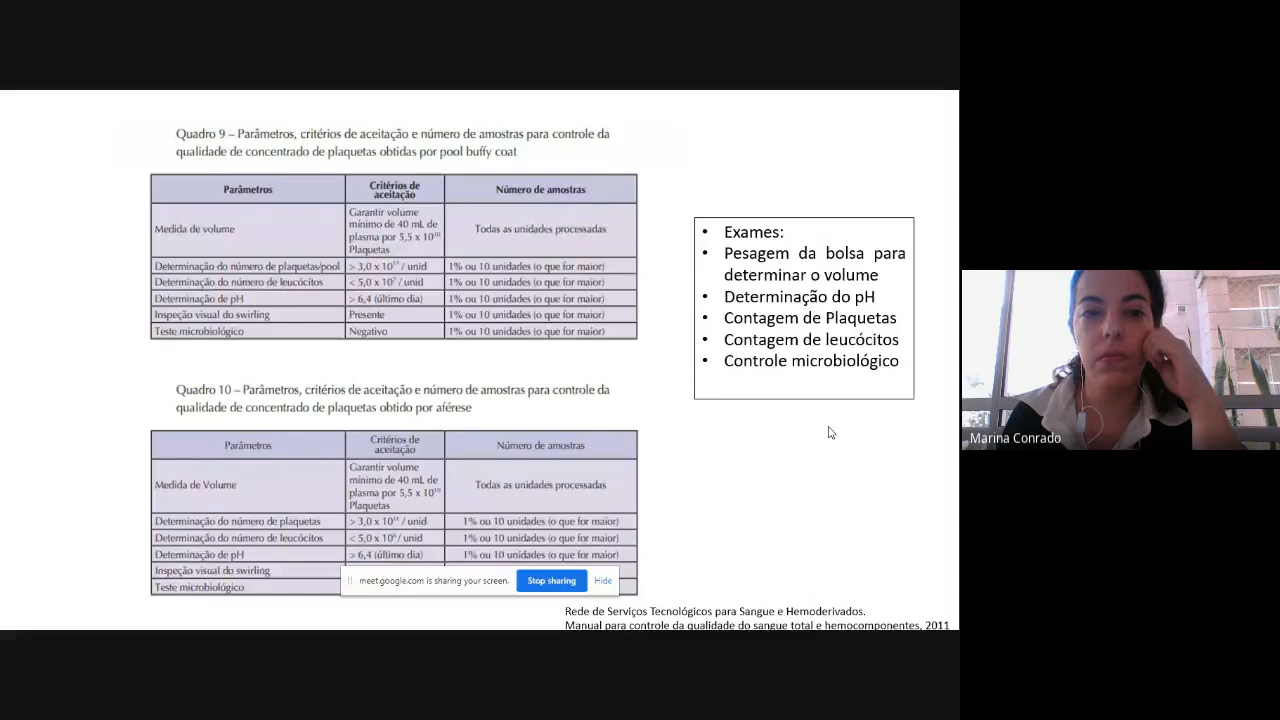 Quadro 9 – Parâmetros, critérios de aceitação e número de amostras para controle da
qualidade de concentrado de plaquetas obtidas por pool buffy coat
Parâmetros
Critérios de
aceitação
Número de amostras
Medida de volume
Garantir volume
mínimo de 40 mL de
plasma por 5,5 x 10¹⁰
Plaquetas
Todas as unidades processadas
Determinação do número de plaquetas/pool
> 3,0 x 10¹¹ / unid
1% ou 10 unidades (o que for maior)
Determinação do número de leucócitos
< 5,0 x 10⁷ / unid
1% ou 10 unidades (o que for maior)
Determinação de pH
> 6,4 (último dia)
1% ou 10 unidades (o que for maior)
Inspeção visual do swirling
Presente
1% ou 10 unidades (o que for maior)
Teste microbiológico
Negativo
1% ou 10 unidades (o que for maior)
Quadro 10 – Parâmetros, critérios de aceitação e número de amostras para controle da
qualidade de concentrado de plaquetas obtido por aférese
Parâmetros
Critérios de
aceitação
Número de amostras
Medida de Volume
Garantir volume
mínimo de 40 mL de
plasma por 5,5 x 10¹⁰
Plaquetas
Todas as unidades processadas
Determinação do número de plaquetas
> 3,0 x 10¹¹ / unid
1% ou 10 unidades (o que for maior)
Determinação do número de leucócitos
< 5,0 x 10⁶ / unid
1% ou 10 unidades (o que for maior)
Determinação de pH
> 6,4 (último dia)
1% ou 10 unidades (o que for maior)
Inspeção visual do swirling
Teste microbiológico
meet.google.com is sharing your screen.
Stop sharing
Hide
• Exames:
• Pesagem da bolsa para
determinar o volume
• Determinação do pH
• Contagem de Plaquetas
• Contagem de leucócitos
• Controle microbiológico
Rede de Serviços Tecnológicos para Sangue e Hemoderivados.
Manual para controle da qualidade do sangue total e hemocomponentes, 2011
Marina Conrado